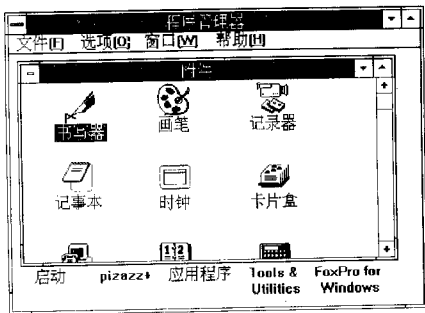 程序管理器
文件[F] 选项[O] 窗口[W] 帮助[H]
附件
书写器 画笔 记录器
记事本 时钟 卡片盒
启动 pizazz+ 应用程序 Tools & Utilities FoxPro for Windows